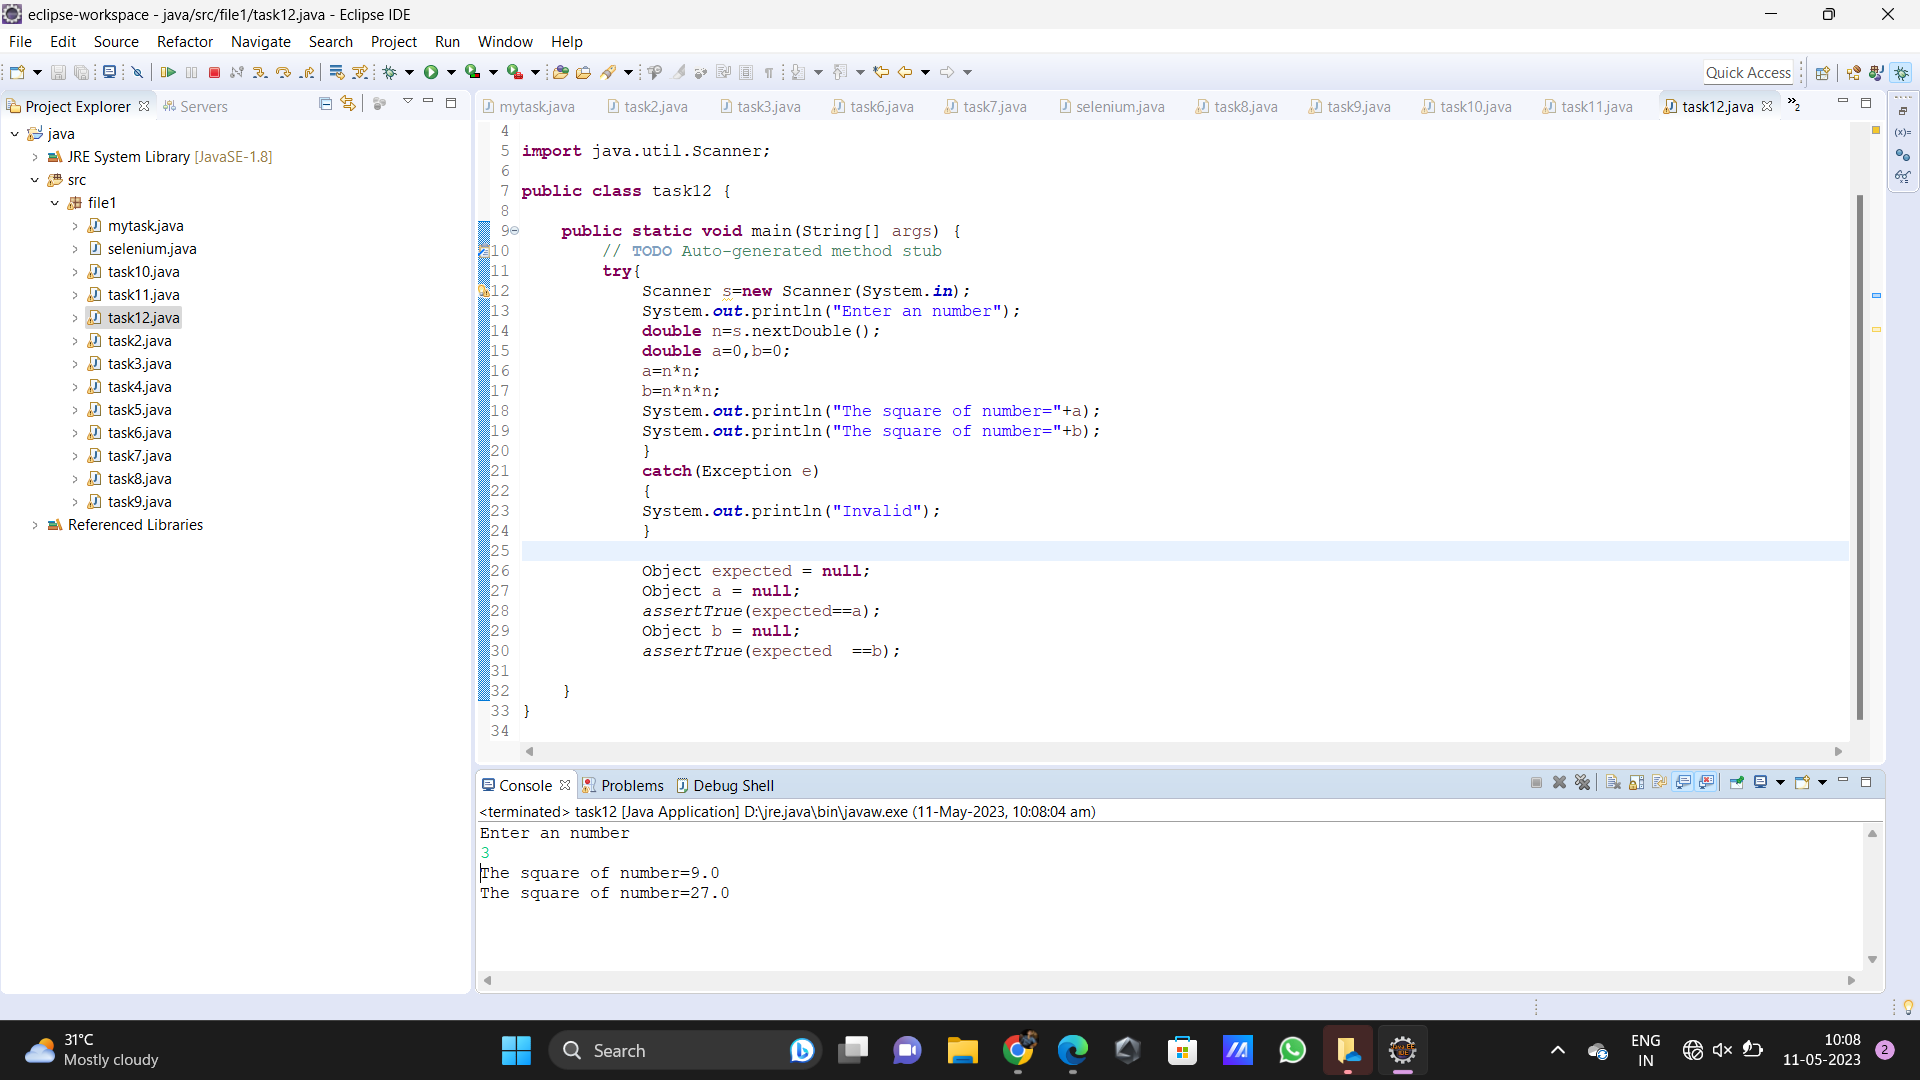 eclipse-workspace - java/src/file1/task12.java - Eclipse IDE
File Edit Source Refactor Navigate Search Project Run Window Help
Quick Access
Project Explorer Servers
java
JRE System Library [JavaSE-1.8]
src
file1
mytask.java
selenium.java
task10.java
task11.java
task12.java
task2.java
task3.java
task4.java
task5.java
task6.java
task7.java
task8.java
task9.java
Referenced Libraries
mytask.java task2.java task3.java task6.java task7.java selenium.java task8.java task9.java task10.java task11.java task12.java »2
4
5 import java.util.Scanner;
6
7 public class task12 {
8
9 public static void main(String[] args) {
10 // TODO Auto-generated method stub
11 try{
12 Scanner s=new Scanner(System.in);
13 System.out.println("Enter an number");
14 double n=s.nextDouble();
15 double a=0,b=0;
16 a=n*n;
17 b=n*n*n;
18 System.out.println("The square of number="+a);
19 System.out.println("The square of number="+b);
20 }
21 catch(Exception e)
22 {
23 System.out.println("Invalid");
24 }
25
26 Object expected = null;
27 Object a = null;
28 assertTrue(expected==a);
29 Object b = null;
30 assertTrue(expected  ==b);
31
32 }
33 }
34
Console Problems Debug Shell
<terminated> task12 [Java Application] D:\jre.java\bin\javaw.exe (11-May-2023, 10:08:04 am)
Enter an number
3
The square of number=9.0
The square of number=27.0
31°C
Mostly cloudy
Search
ENG
IN
10:08
11-05-2023
2